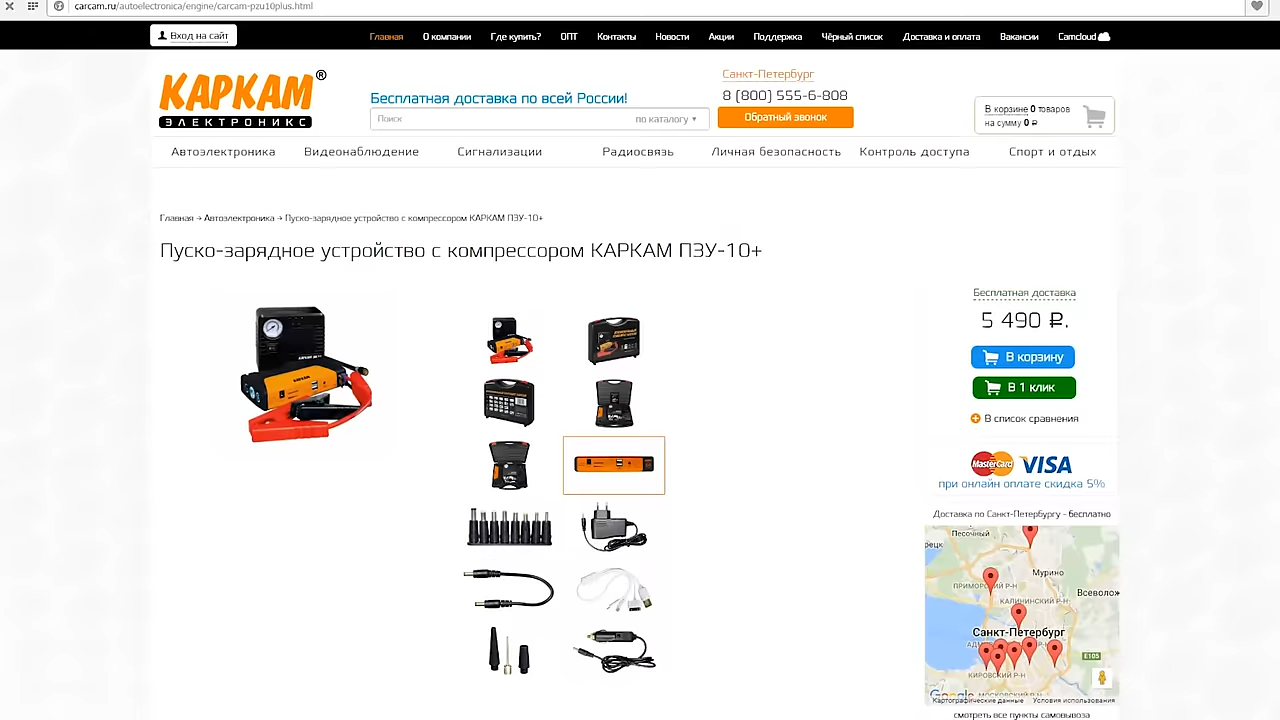 carcam.ru/autoelectronica/engine/carcam-pzu10plus.html
Вход на сайт
Главная О компании Где купить? ОПТ Контакты Новости Акции Поддержка Чёрный список Доставка и оплата Вакансии Camcloud
КАРКАМ®
ЭЛЕКТРОНИКС
Бесплатная доставка по всей России!
Поиск по каталогу ▼
Санкт-Петербург
8 (800) 555-6-808
Обратный звонок
В корзине 0 товаров
на сумму 0 ₽
Автоэлектроника Видеонаблюдение Сигнализации Радиосвязь Личная безопасность Контроль доступа Спорт и отдых
Главная → Автоэлектроника → Пуско-зарядное устройство с компрессором КАРКАМ ПЗУ-10+
Пуско-зарядное устройство с компрессором КАРКАМ ПЗУ-10+
Бесплатная доставка
5 490 ₽.
В корзину
В 1 клик
В список сравнения
MasterCard VISA
при онлайн оплате скидка 5%
Доставка по Санкт-Петербургу - бесплатно
Песочный
Мурино
ПРИМОРСКИЙ Р-Н
КАЛИНИНСКИЙ Р-Н
Всеволож
Санкт-Петербург
E105
КИРОВСКИЙ Р-Н
МОСКОВСКИЙ Р-Н
Google
Картографические данные Условия использования
смотреть все пункты самовывоза